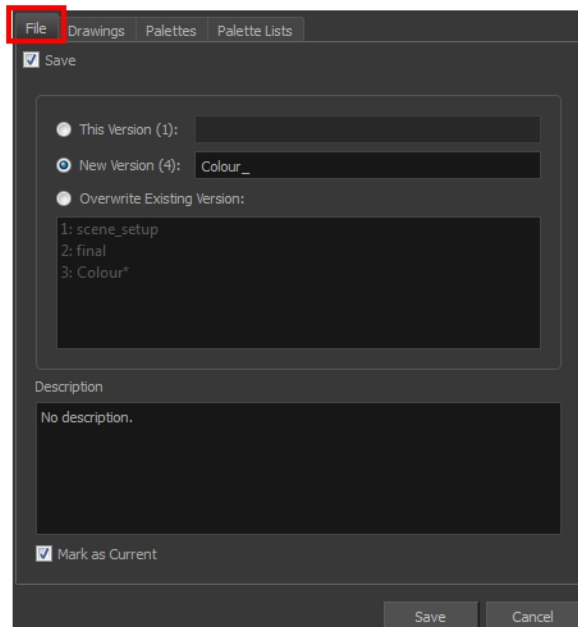 File Drawings Palettes Palette Lists
Save
This Version (1):
New Version (4): Colour_
Overwrite Existing Version:
1: scene_setup
2: final
3: Colour*
Description
No description.
Mark as Current
Save Cancel